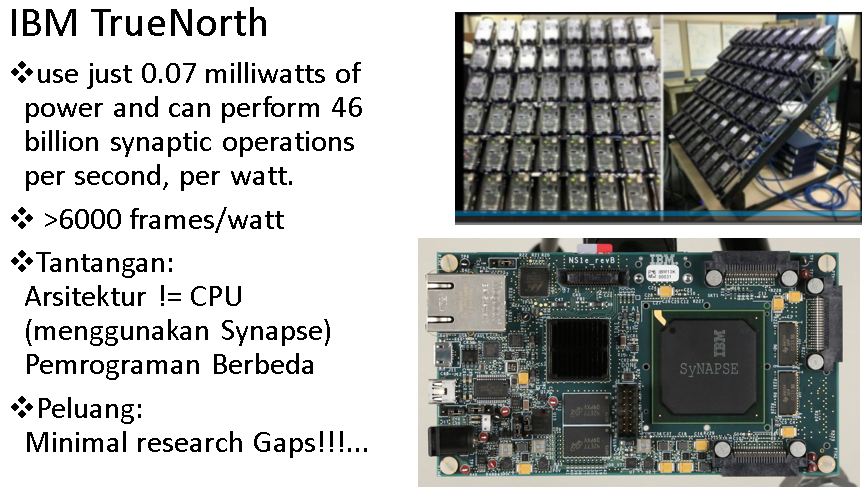 IBM TrueNorth
❖use just 0.07 milliwatts of
power and can perform 46
billion synaptic operations
per second, per watt.
❖ >6000 frames/watt
❖Tantangan:
Arsitektur != CPU
(menggunakan Synapse)
Pemrograman Berbeda
❖Peluang:
Minimal research Gaps!!!...
NS1e_revB
IBM
IBM
SyNAPSE